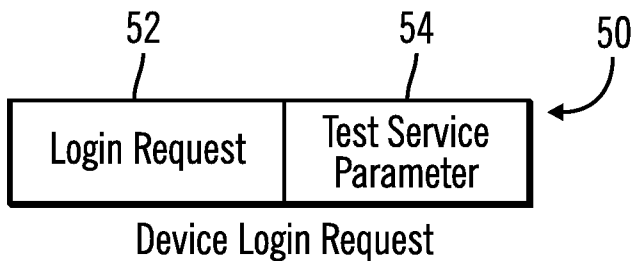 52
54
50
Login Request
Test Service
Parameter
Device Login Request